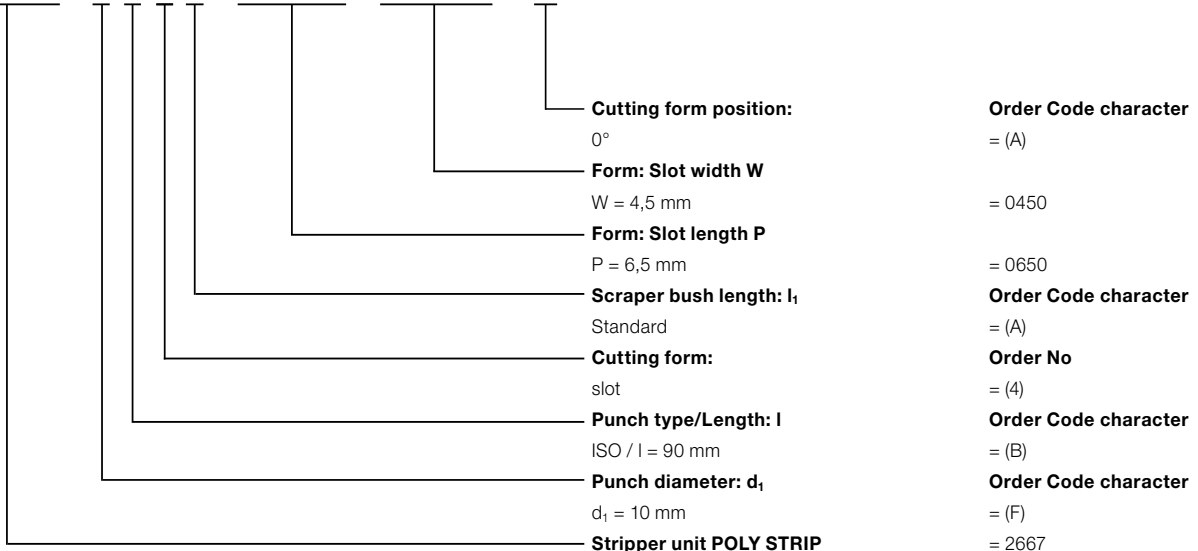 Cutting form position: Order Code character
0° = (A)
Form: Slot width W
W = 4,5 mm = 0450
Form: Slot length P
P = 6,5 mm = 0650
Scraper bush length: l₁ Order Code character
Standard = (A)
Cutting form: Order No
slot = (4)
Punch type/Length: l Order Code character
ISO / l = 90 mm = (B)
Punch diameter: d₁ Order Code character
d₁ = 10 mm = (F)
Stripper unit POLY STRIP = 2667